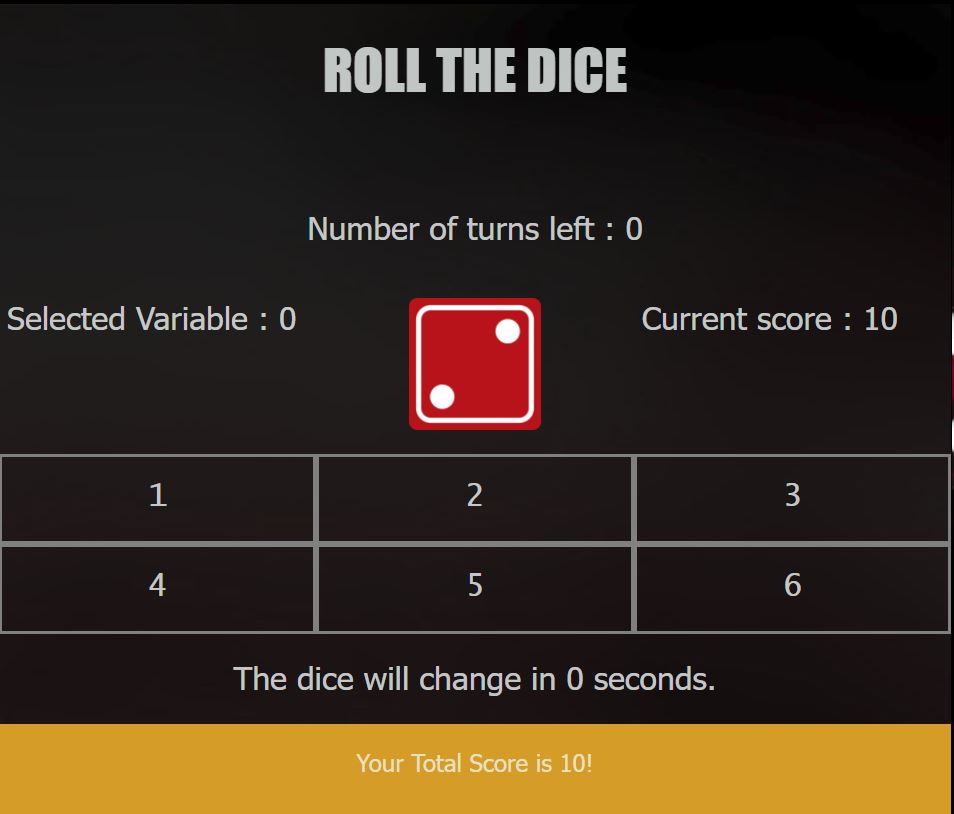 ROLL THE DICE
Number of turns left : 0
Selected Variable : 0
Current score : 10
1 2 3
4 5 6
The dice will change in 0 seconds.
Your Total Score is 10!